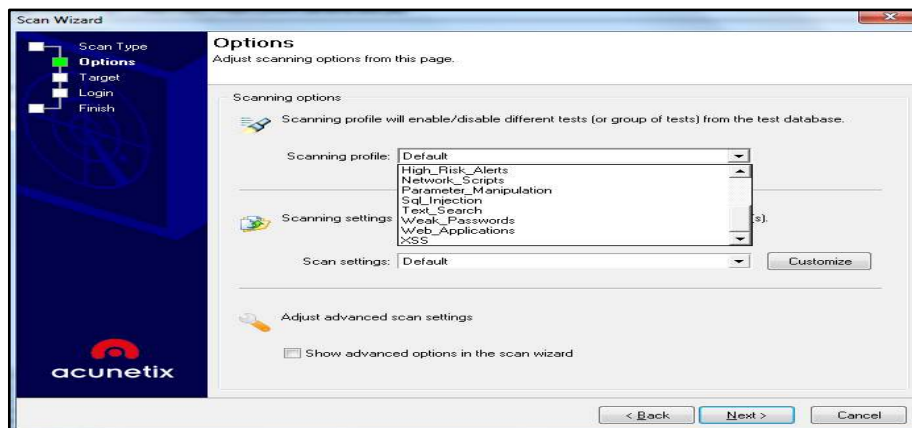 Scan Wizard
Scan Type
Options
Target
Login
Finish
acunetix
Options
Adjust scanning options from this page.
Scanning options
Scanning profile will enable/disable different tests (or group of tests) from the test database.
Scanning profile: Default
High_Risk_Alerts
Network_Scripts
Parameter_Manipulation
Sql_Injection
Text_Search
Weak_Passwords
Web_Applications
XSS
Scanning settings
(s).
Scan settings: Default
Customize
Adjust advanced scan settings
Show advanced options in the scan wizard
< Back
Next >
Cancel